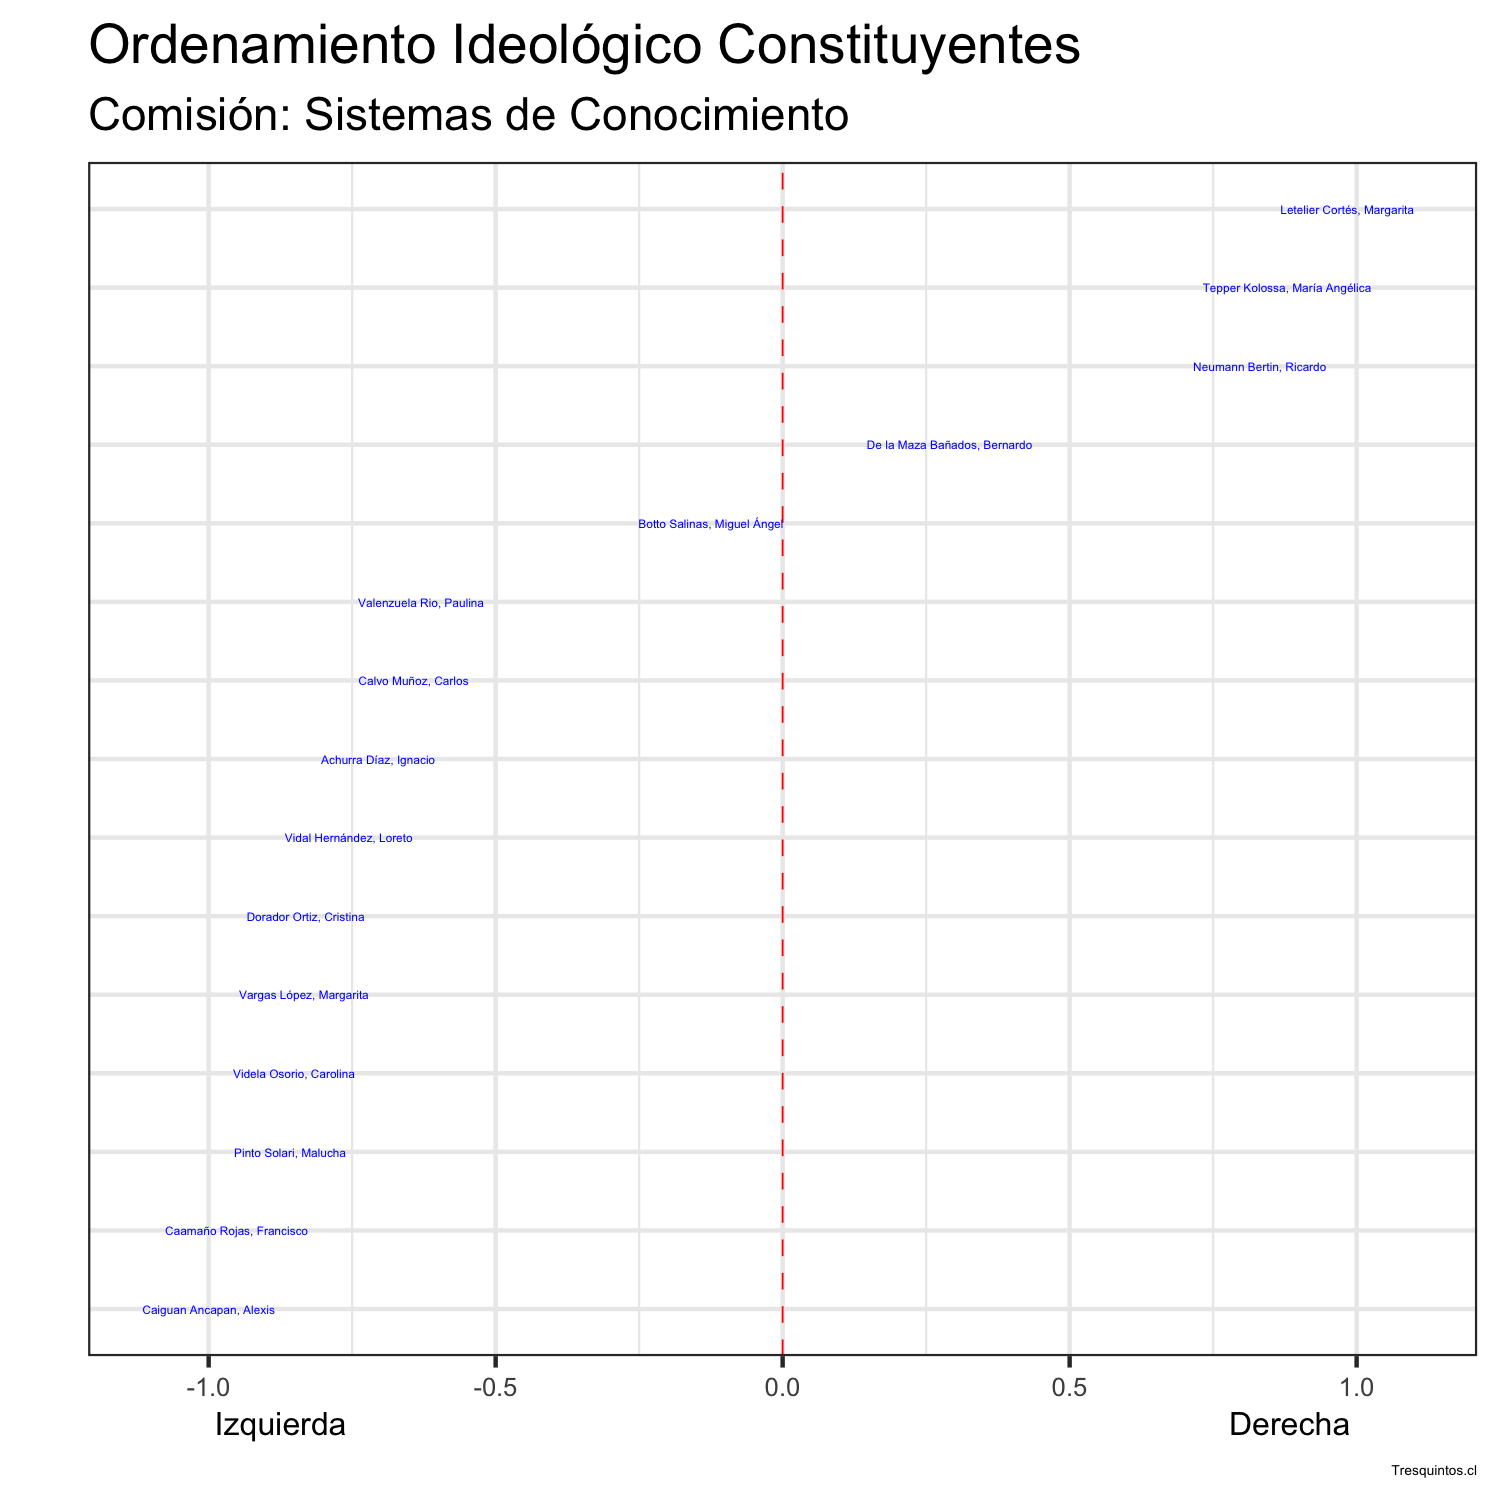 Ordenamiento Ideológico Constituyentes
Comisión: Sistemas de Conocimiento
Letelier Cortés, Margarita
Tepper Kolossa, María Angélica
Neumann Bertin, Ricardo
De la Maza Bañados, Bernardo
Botto Salinas, Miguel Ángel
Valenzuela Rio, Paulina
Calvo Muñoz, Carlos
Achurra Díaz, Ignacio
Vidal Hernández, Loreto
Dorador Ortiz, Cristina
Vargas López, Margarita
Videla Osorio, Carolina
Pinto Solari, Malucha
Caamaño Rojas, Francisco
Caiguan Ancapan, Alexis
-1.0 -0.5 0.0 0.5 1.0
Izquierda Derecha
Tresquintos.cl